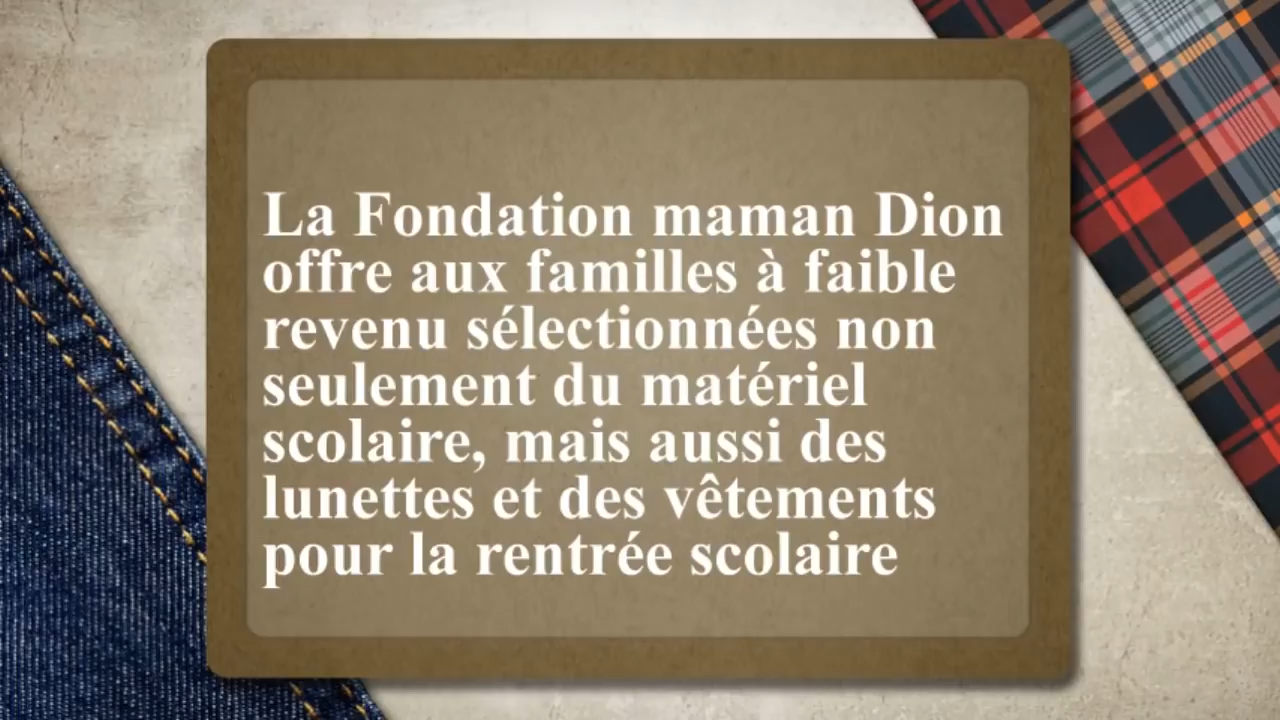 La Fondation maman Dion
offre aux familles à faible
revenu sélectionnées non
seulement du matériel
scolaire, mais aussi des
lunettes et des vêtements
pour la rentrée scolaire